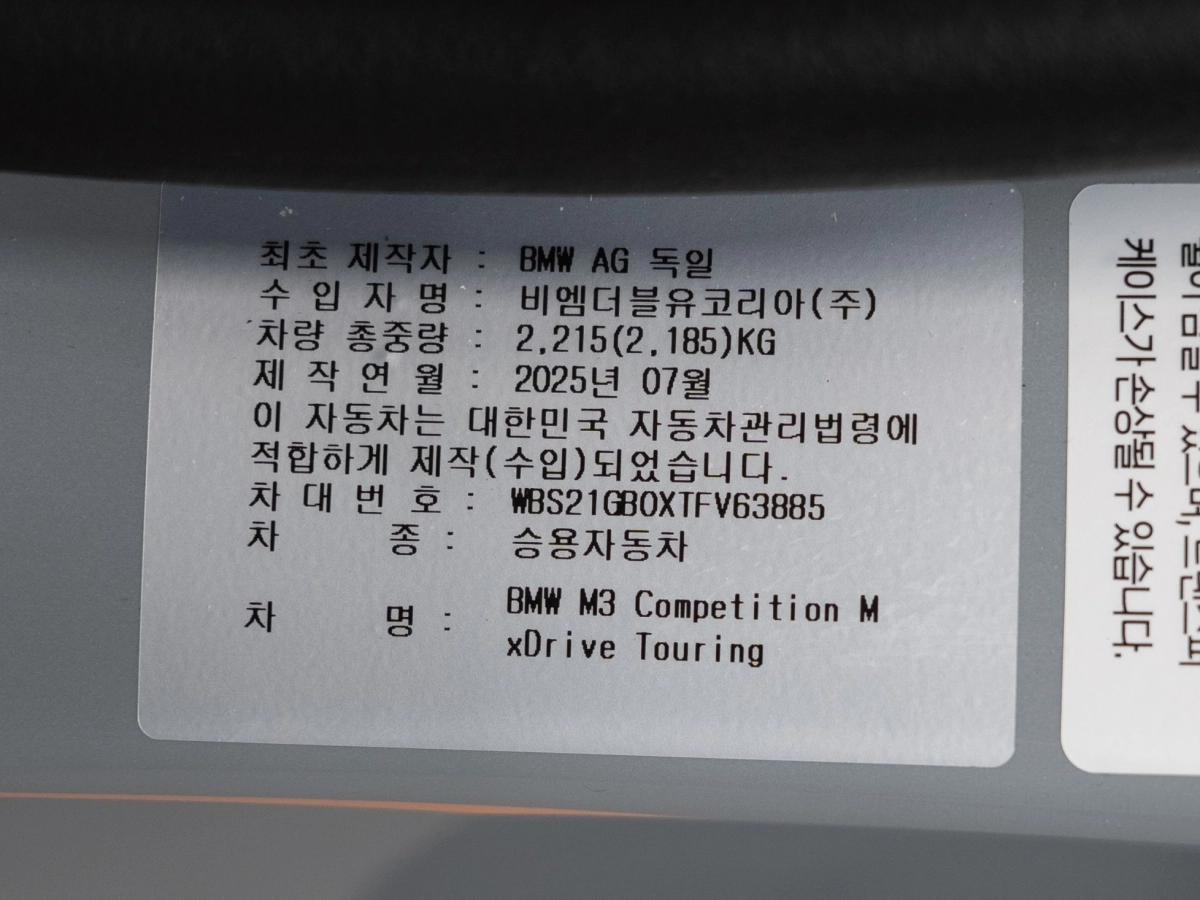 최초 제작자 : BMW AG 독일
수 입 자 명 : 비엠더블유코리아(주)
차량 총중량 : 2,215(2,185)KG
제 작 연 월 : 2025년 07월
이 자동차는 대한민국 자동차관리법령에
적합하게 제작(수입)되었습니다.
차 대 번 호 : WBS21GB0XTFV63885
차 종 : 승용자동차
차 명 : BMW M3 Competition M
xDrive Touring
케이스가 손상될 수 있습니다.